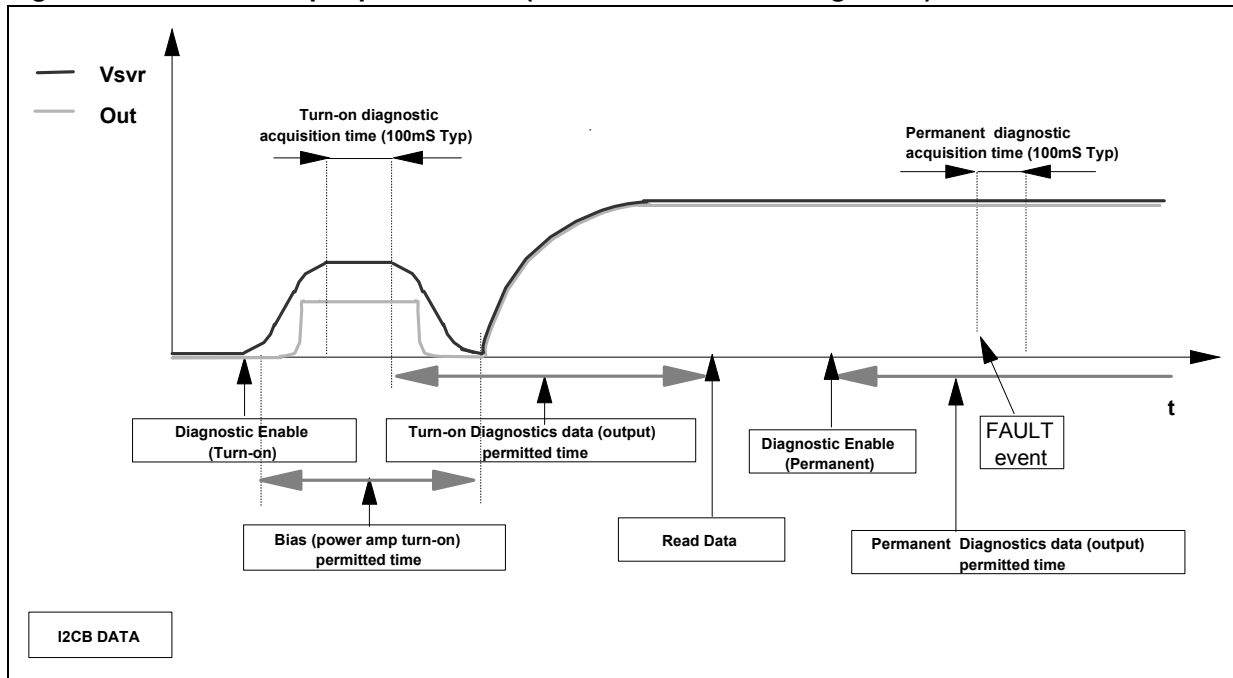 Vsvr
Out
Turn-on diagnostic
acquisition time (100mS Typ)
Permanent diagnostic
acquisition time (100mS Typ)
t
Diagnostic Enable
(Turn-on)
Turn-on Diagnostics data (output)
permitted time
Diagnostic Enable
(Permanent)
FAULT
event
Bias (power amp turn-on)
permitted time
Read Data
Permanent Diagnostics data (output)
permitted time
I2CB DATA